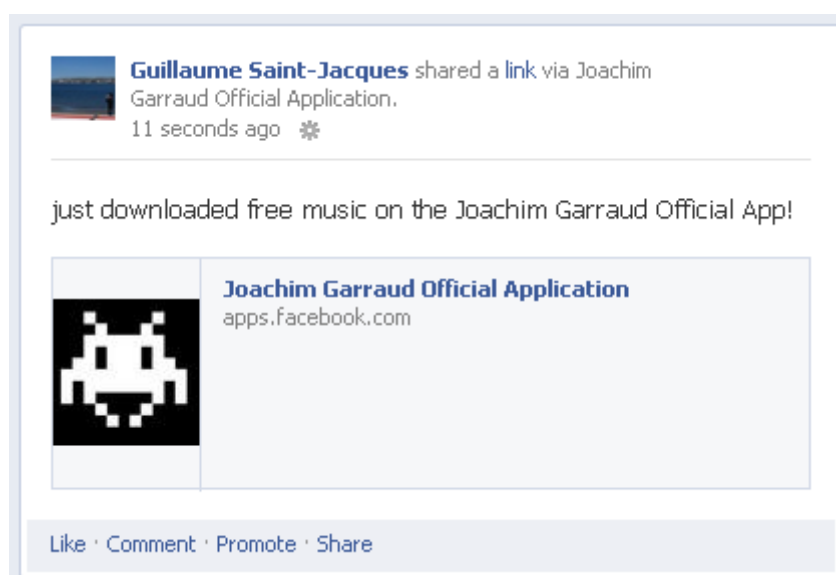 Guillaume Saint-Jacques shared a link via Joachim
Garraud Official Application.
11 seconds ago
just downloaded free music on the Joachim Garraud Official App!
Joachim Garraud Official Application
apps.facebook.com
Like · Comment · Promote · Share